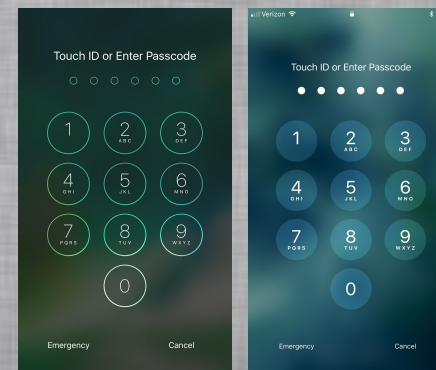 Touch ID or Enter Passcode
1
2
ABC
3
DEF
4
GHI
5
JKL
6
MNO
7
PQRS
8
TUV
9
WXYZ
0
Emergency
Cancel
Verizon
Touch ID or Enter Passcode
1
2
ABC
3
DEF
4
GHI
5
JKL
6
MNO
7
PQRS
8
TUV
9
WXYZ
0
Emergency
Cancel